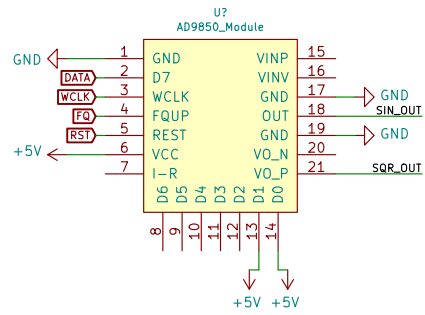 U?
AD9850_Module
GND 1 GND VINP 15
DATA 2 D7 VINV 16
WCLK 3 WCLK GND 17 GND
FQ 4 FQUP OUT 18 SIN_OUT
RST 5 REST GND 19 GND
+5V 6 VCC VO_N 20
7 I-R VO_P 21 SQR_OUT
D6 D5 D4 D3 D2 D1 D0
8 9 10 11 12 13 14
+5V +5V